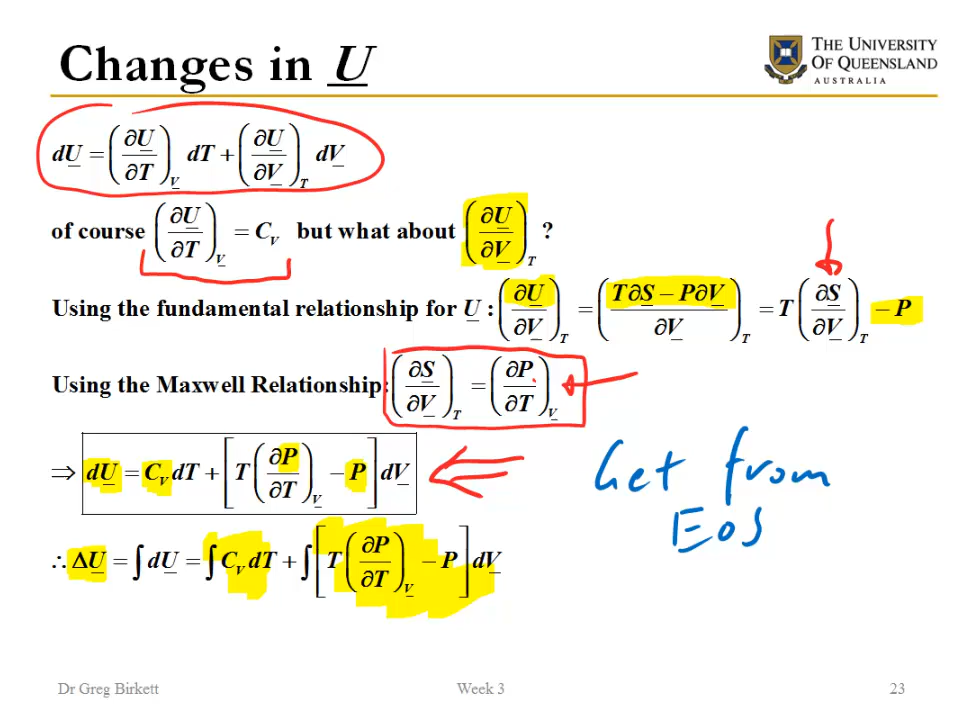 Changes in U
THE UNIVERSITY
OF QUEENSLAND
AUSTRALIA
dU = (∂U/∂T)_V dT + (∂U/∂V)_T dV
of course (∂U/∂T)_V = C_V but what about (∂U/∂V)_T ?
Using the fundamental relationship for U : (∂U/∂V)_T = ((T∂S − P∂V)/∂V)_T = T (∂S/∂V)_T − P
Using the Maxwell Relationship: (∂S/∂V)_T = (∂P/∂T)_V
⇒ dU = C_V dT + [T (∂P/∂T)_V − P] dV
Get from
EoS
∴ ΔU = ∫ dU = ∫ C_V dT + ∫ [T (∂P/∂T)_V − P] dV
Dr Greg Birkett
Week 3
23